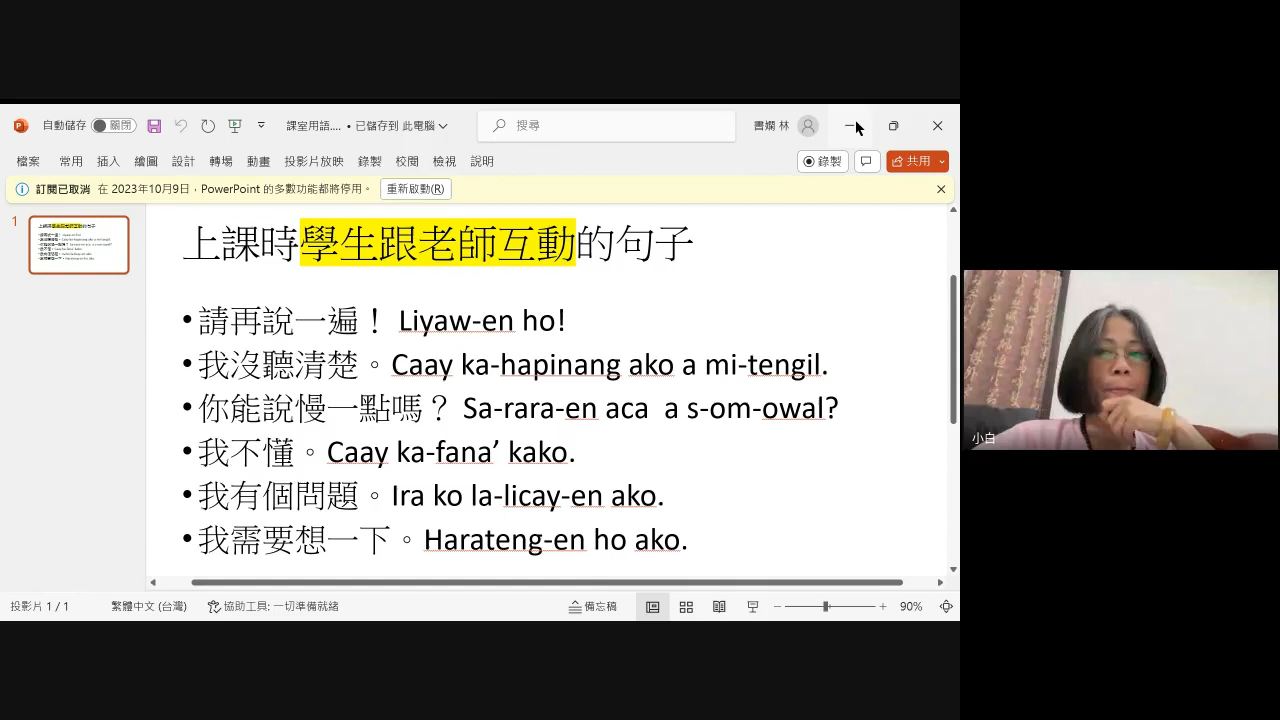 自動儲存 關閉 課室用語.... • 已儲存到 此電腦 搜尋 書嫻 林
檔案 常用 插入 繪圖 設計 轉場 動畫 投影片放映 錄製 校閱 檢視 說明 錄製 共用
訂閱已取消 在 2023年10月9日，PowerPoint 的多數功能都將停用。 重新啟動(R)
1
上課時學生跟老師互動的句子
•請再說一遍！ Liyaw-en ho!
•我沒聽清楚。Caay ka-hapinang ako a mi-tengil.
•你能說慢一點嗎？ Sa-rara-en aca a s-om-owal?
•我不懂。Caay ka-fana’ kako.
•我有個問題。Ira ko la-licay-en ako.
•我需要想一下。Harateng-en ho ako.
小白
投影片 1 / 1 繁體中文 (台灣) 協助工具: 一切準備就緒 備忘稿 90%